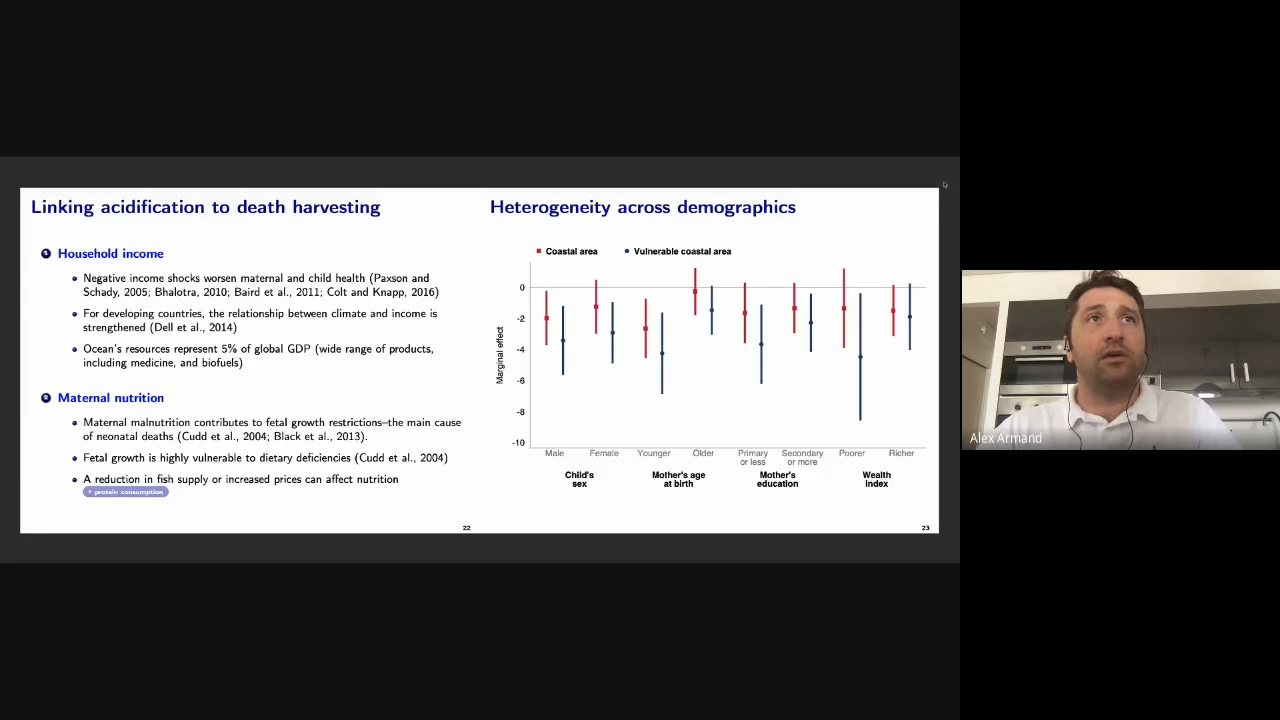 Linking acidification to death harvesting
1 Household income
Negative income shocks worsen maternal and child health (Paxson and
Schady, 2005; Bhalotra, 2010; Baird et al., 2011; Colt and Knapp, 2016)
For developing countries, the relationship between climate and income is
strengthened (Dell et al., 2014)
Ocean's resources represent 5% of global GDP (wide range of products,
including medicine, and biofuels)
2 Maternal nutrition
Maternal malnutrition contributes to fetal growth restrictions–the main cause
of neonatal deaths (Cudd et al., 2004; Black et al., 2013).
Fetal growth is highly vulnerable to dietary deficiencies (Cudd et al., 2004)
A reduction in fish supply or increased prices can affect nutrition
protein consumption
22
Heterogeneity across demographics
Coastal area Vulnerable coastal area
Marginal effect
0
-2
-4
-6
-8
-10
Male Female Younger Older Primary or less Secondary or more Poorer Richer
Child's sex
Mother's age at birth
Mother's education
Wealth index
23
Alex Armand